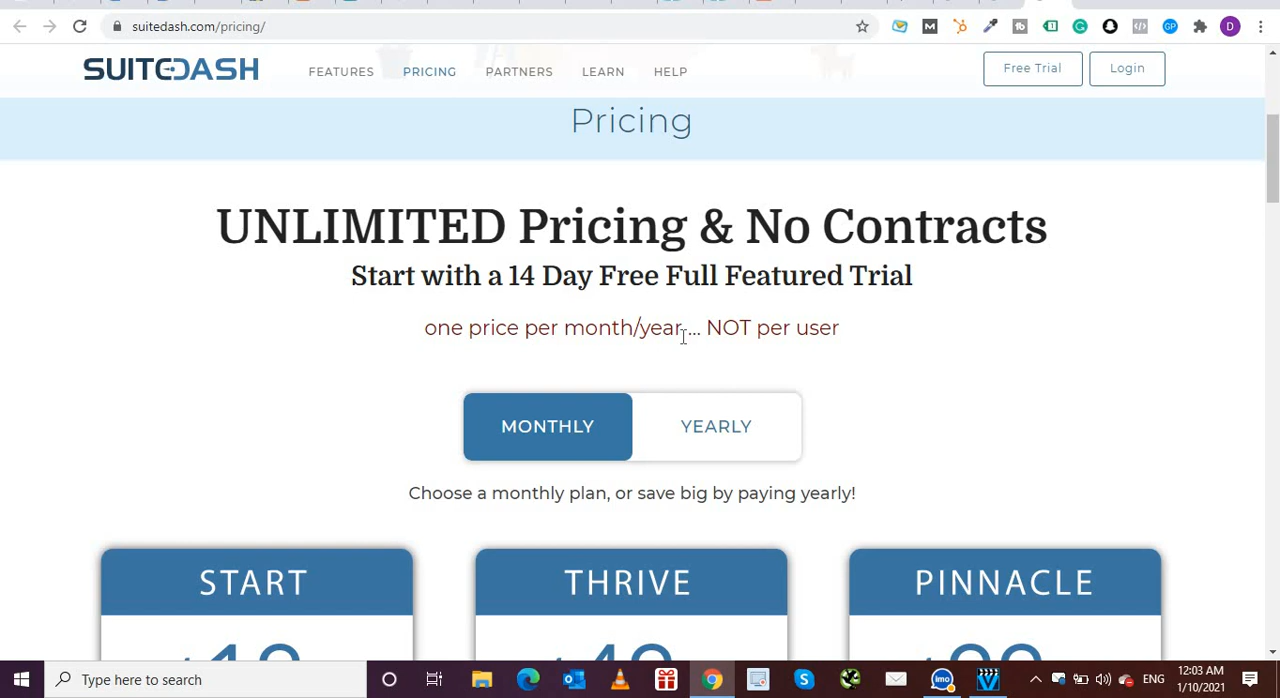 suitedash.com/pricing/
SUITEDASH FEATURES PRICING PARTNERS LEARN HELP Free Trial Login
Pricing
UNLIMITED Pricing & No Contracts
Start with a 14 Day Free Full Featured Trial
one price per month/year... NOT per user
MONTHLY YEARLY
Choose a monthly plan, or save big by paying yearly!
START THRIVE PINNACLE
Type here to search
imo
ENG
12:03 AM
1/10/2021